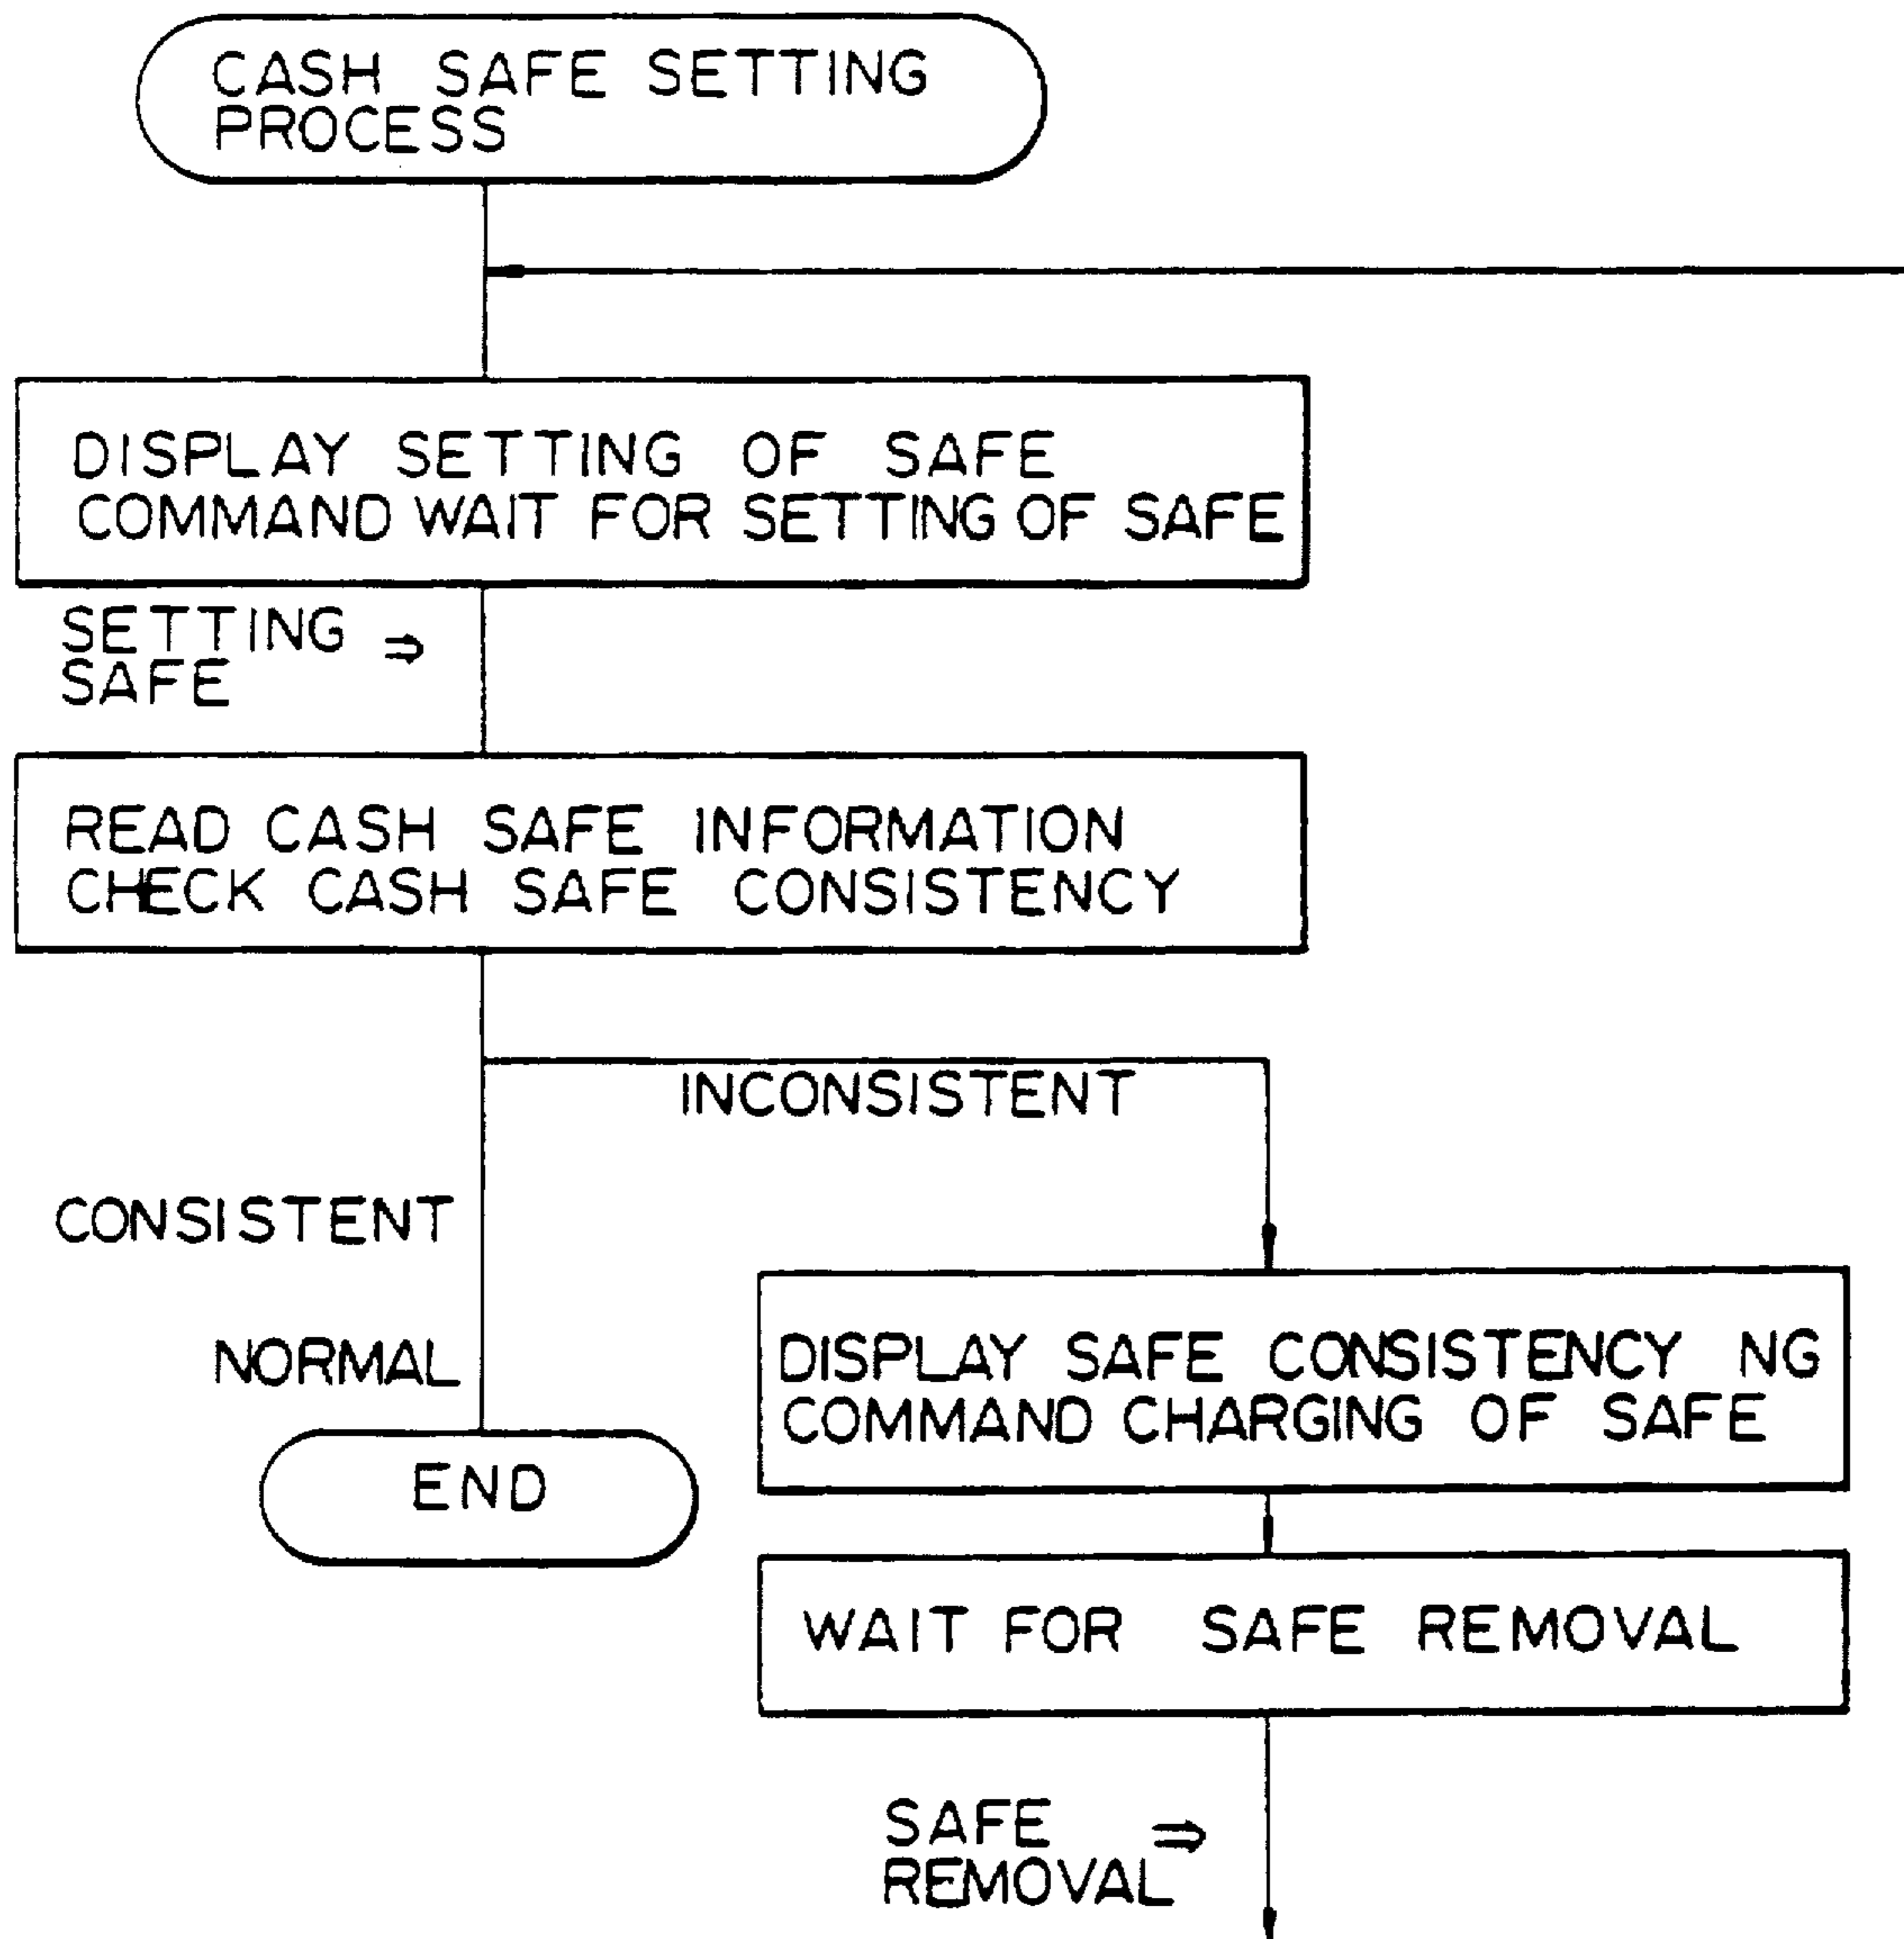 CASH SAFE SETTING
PROCESS
DISPLAY SETTING OF SAFE
COMMAND WAIT FOR SETTING OF SAFE
SETTING ⇒
SAFE
READ CASH SAFE INFORMATION
CHECK CASH SAFE CONSISTENCY
INCONSISTENT
CONSISTENT
NORMAL
END
DISPLAY SAFE CONSISTENCY NG
COMMAND CHARGING OF SAFE
WAIT FOR SAFE REMOVAL
SAFE ⇒
REMOVAL